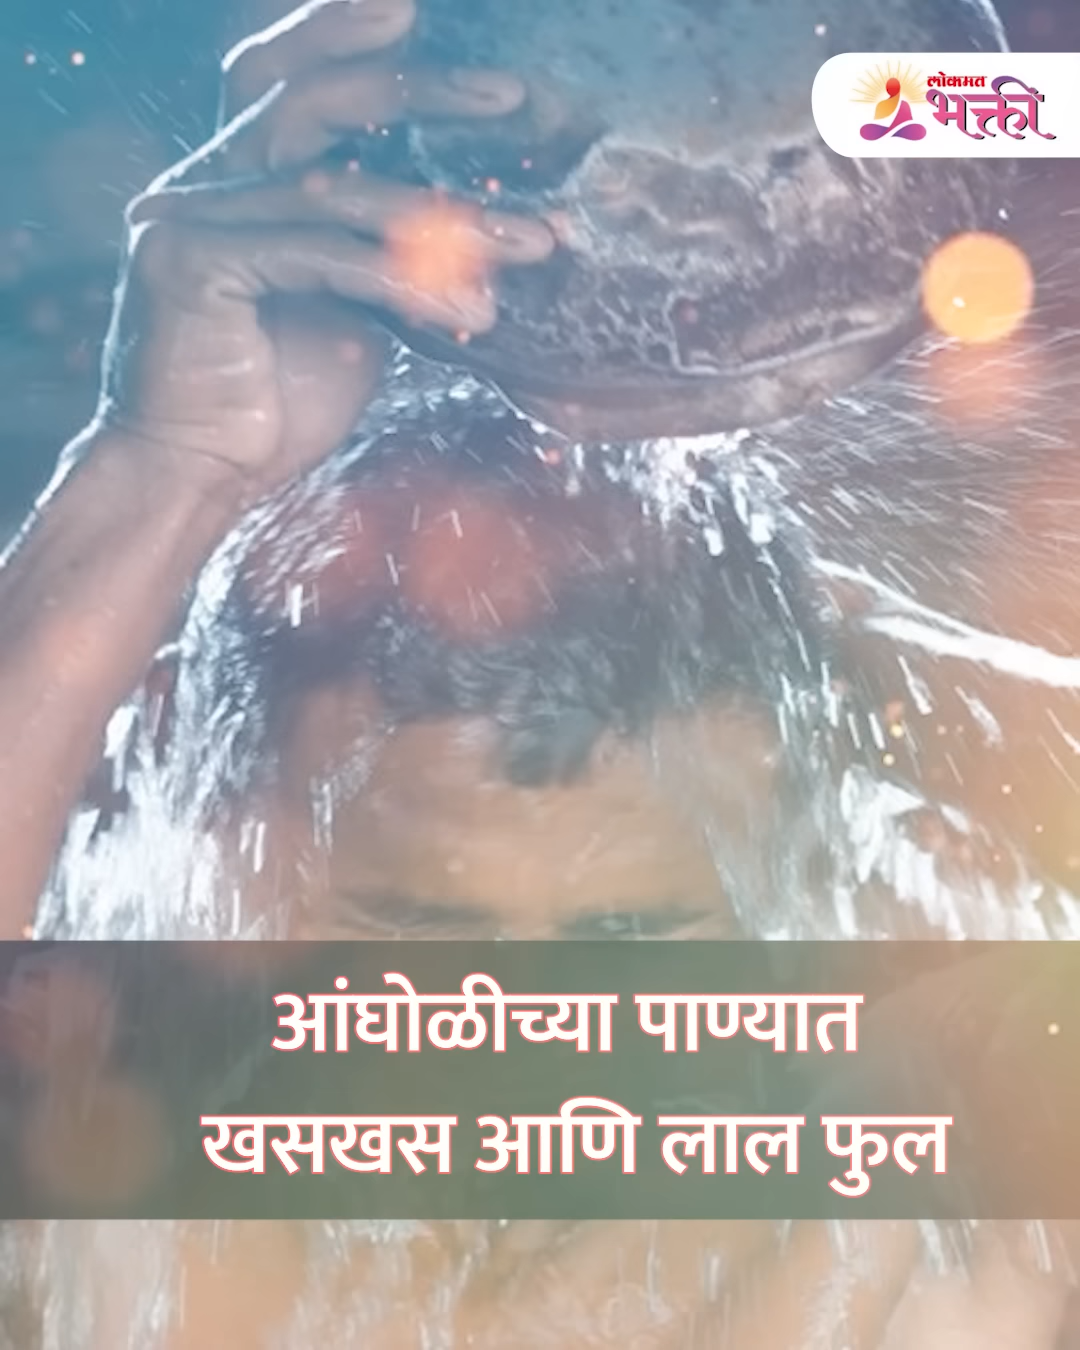 लोकमत
भक्ती
आंघोळीच्या पाण्यात
खसखस आणि लाल फुल